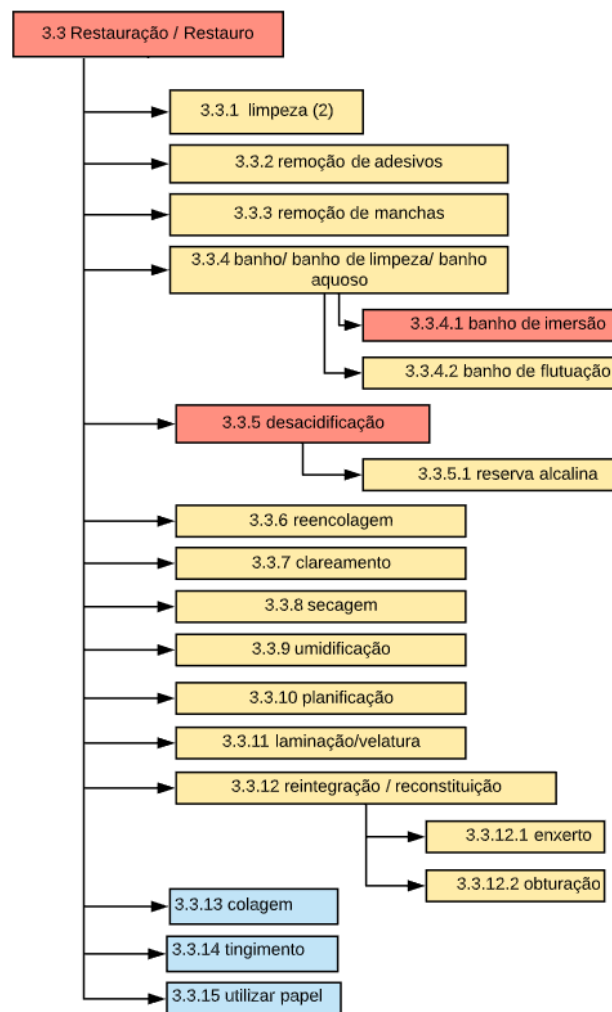 3.3 Restauração / Restauro
3.3.1 limpeza (2)
3.3.2 remoção de adesivos
3.3.3 remoção de manchas
3.3.4 banho/ banho de limpeza/ banho
aquoso
3.3.4.1 banho de imersão
3.3.4.2 banho de flutuação
3.3.5 desacidificação
3.3.5.1 reserva alcalina
3.3.6 reencolagem
3.3.7 clareamento
3.3.8 secagem
3.3.9 umidificação
3.3.10 planificação
3.3.11 laminação/velatura
3.3.12 reintegração / reconstituição
3.3.12.1 enxerto
3.3.12.2 obturação
3.3.13 colagem
3.3.14 tingimento
3.3.15 utilizar papel